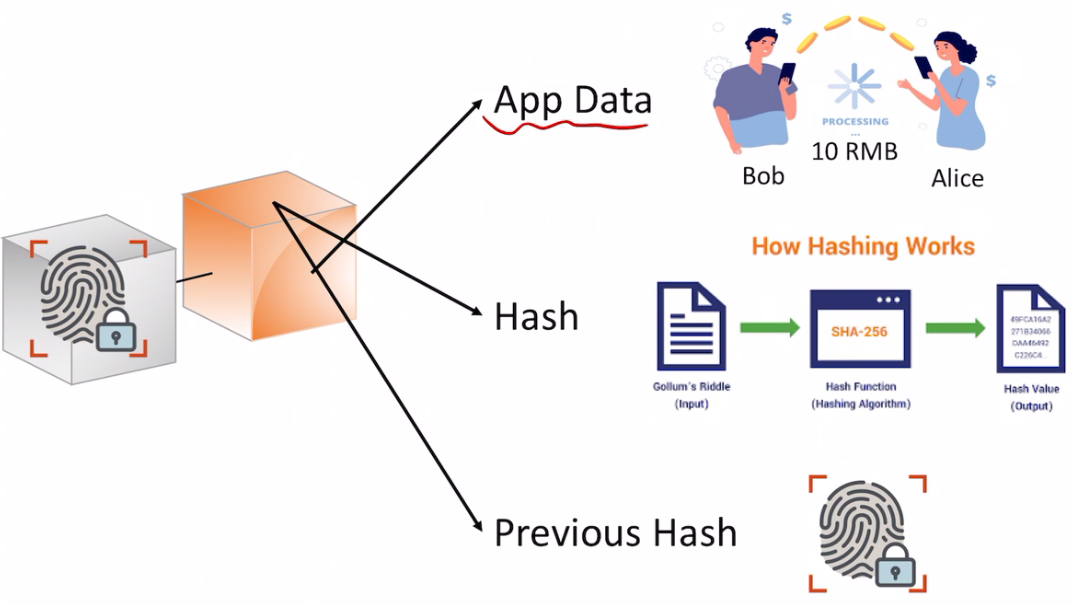 App Data
$
$
PROCESSING
...
10 RMB
Bob
Alice
How Hashing Works
Hash
SHA-256
49FCA16A2
271B34066
DAA46492
C226C4..
Gollum's Riddle
(Input)
Hash Function
(Hashing Algorithm)
Hash Value
(Output)
Previous Hash